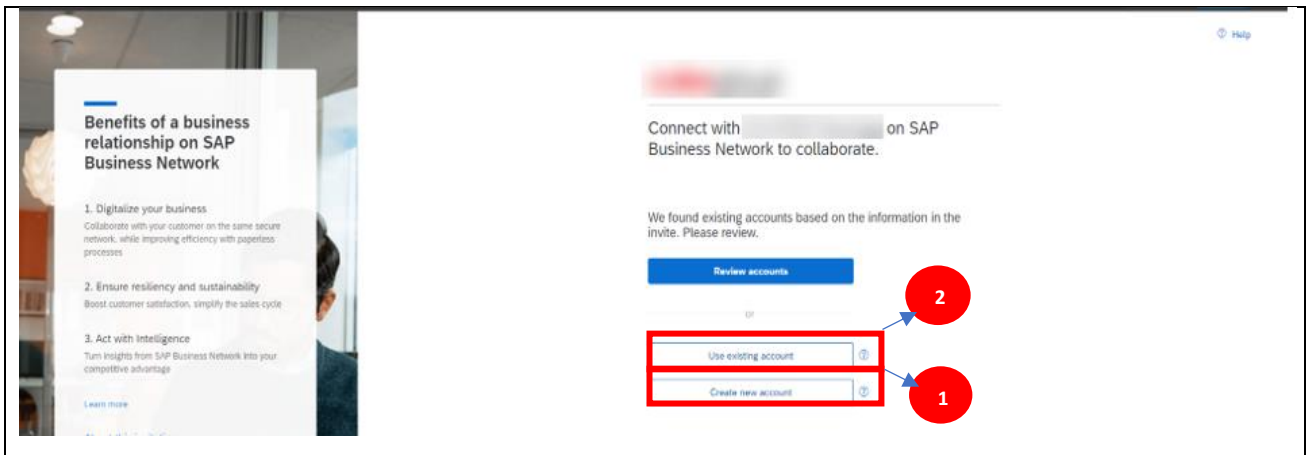 Help
Benefits of a business
relationship on SAP
Business Network
1. Digitalize your business
Collaborate with your customer on the same secure
network, while improving efficiency with paperless
processes
2. Ensure resiliency and sustainability
Boost customer satisfaction, simplify the sales cycle
3. Act with Intelligence
Turn insights from SAP Business Network into your
competitive advantage
Learn more
Connect with on SAP
Business Network to collaborate.
We found existing accounts based on the information in the
invite. Please review.
Review accounts
or
2
Use existing account
Create new account
1